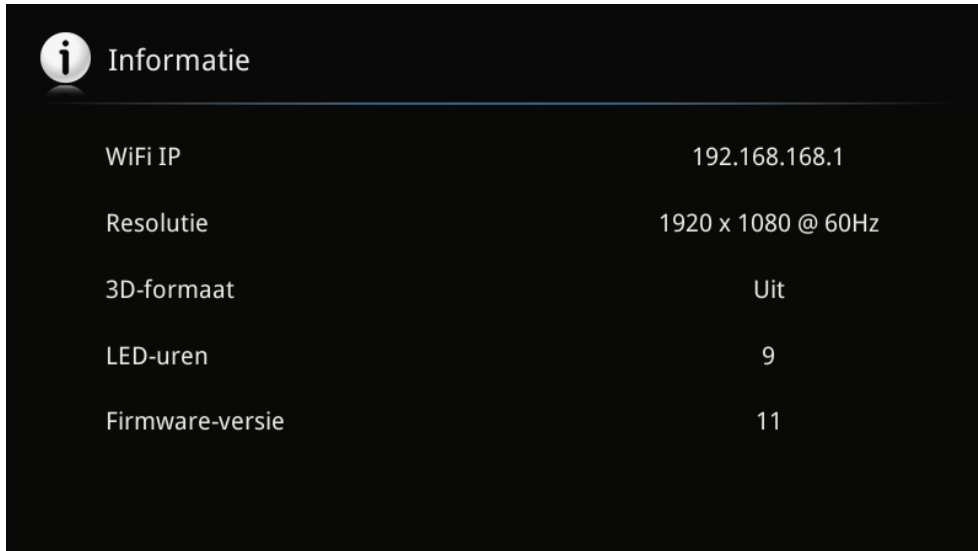 Informatie
WiFi IP 192.168.168.1
Resolutie 1920 x 1080 @ 60Hz
3D-formaat Uit
LED-uren 9
Firmware-versie 11